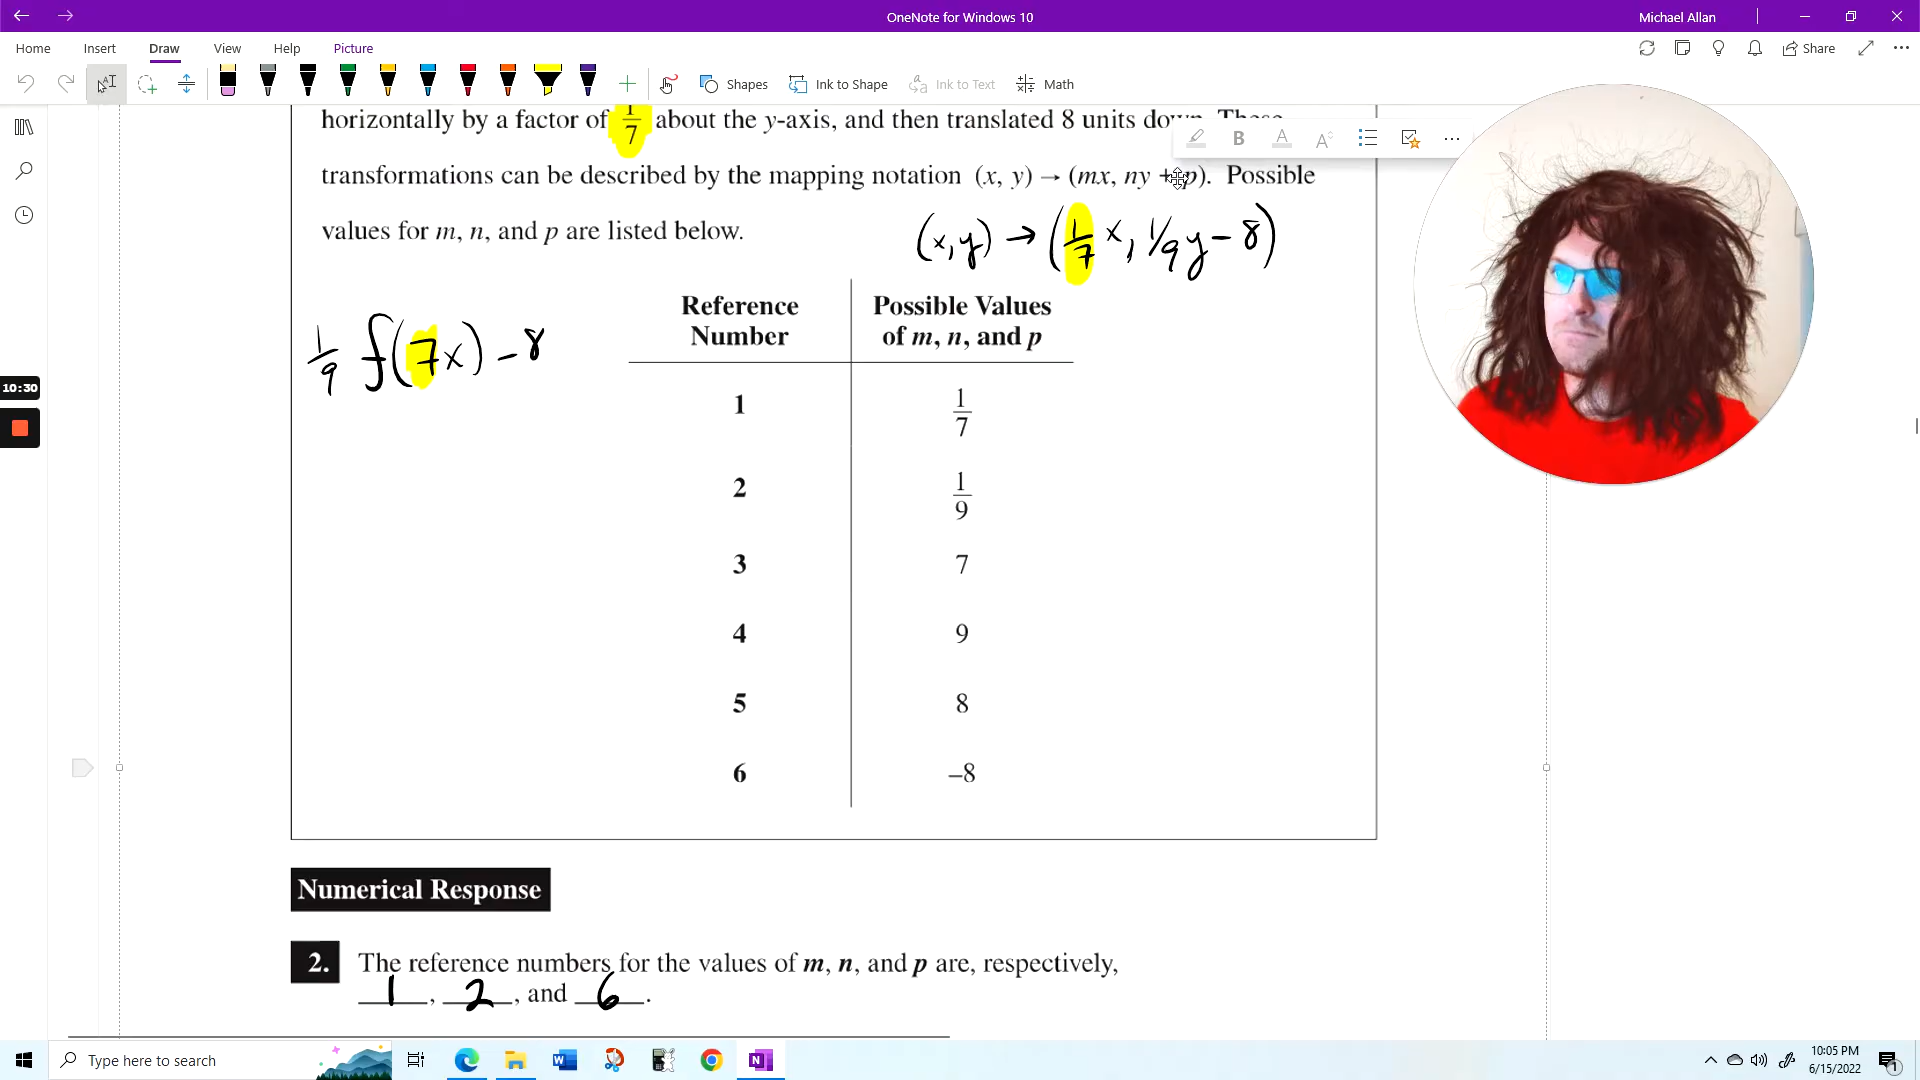 OneNote for Windows 10
Michael Allan
Home Insert Draw View Help Picture
Share
Shapes Ink to Shape Ink to Text Math
horizontally by a factor of 1/7 about the y-axis, and then translated 8 units down. These
transformations can be described by the mapping notation (x, y) → (mx, ny + p). Possible
values for m, n, and p are listed below.
(x,y) → (1/7 x, 1/9 y − 8)
1/9 f(7x) − 8
10:30
Reference Number
Possible Values of m, n, and p
1 1/7
2 1/9
3 7
4 9
5 8
6 –8
Numerical Response
2. The reference numbers for the values of m, n, and p are, respectively,
1, 2, and 6.
Type here to search
10:05 PM
6/15/2022